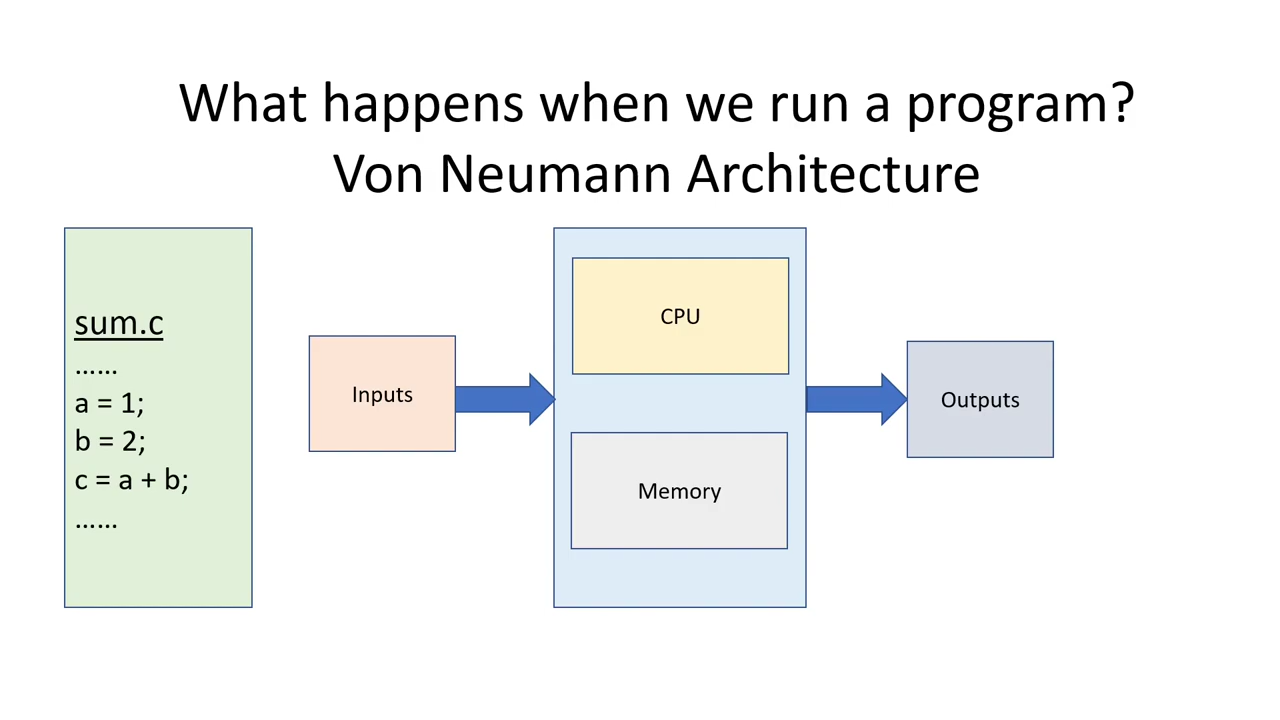 What happens when we run a program?
Von Neumann Architecture
sum.c
......
a = 1;
b = 2;
c = a + b;
......
Inputs
CPU
Memory
Outputs